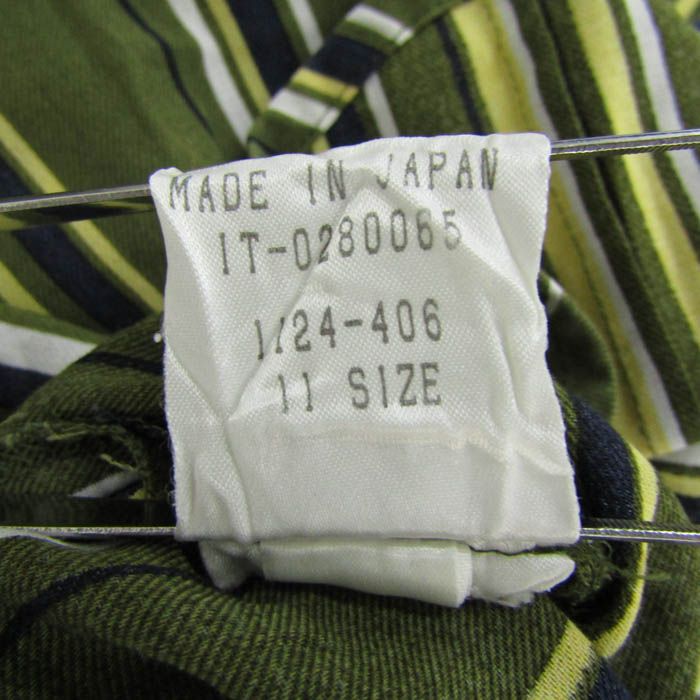 MADE IN JAPAN
IT-0280065
1124-406
11 SIZE